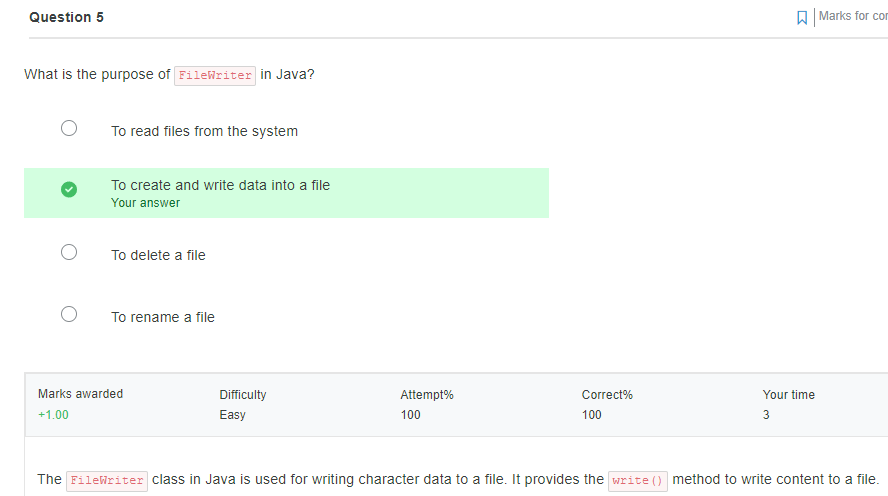 Question 5
Marks for cor
What is the purpose of FileWriter in Java?
To read files from the system
To create and write data into a file
Your answer
To delete a file
To rename a file
Marks awarded Difficulty Attempt% Correct% Your time
+1.00 Easy 100 100 3
The FileWriter class in Java is used for writing character data to a file. It provides the write() method to write content to a file.